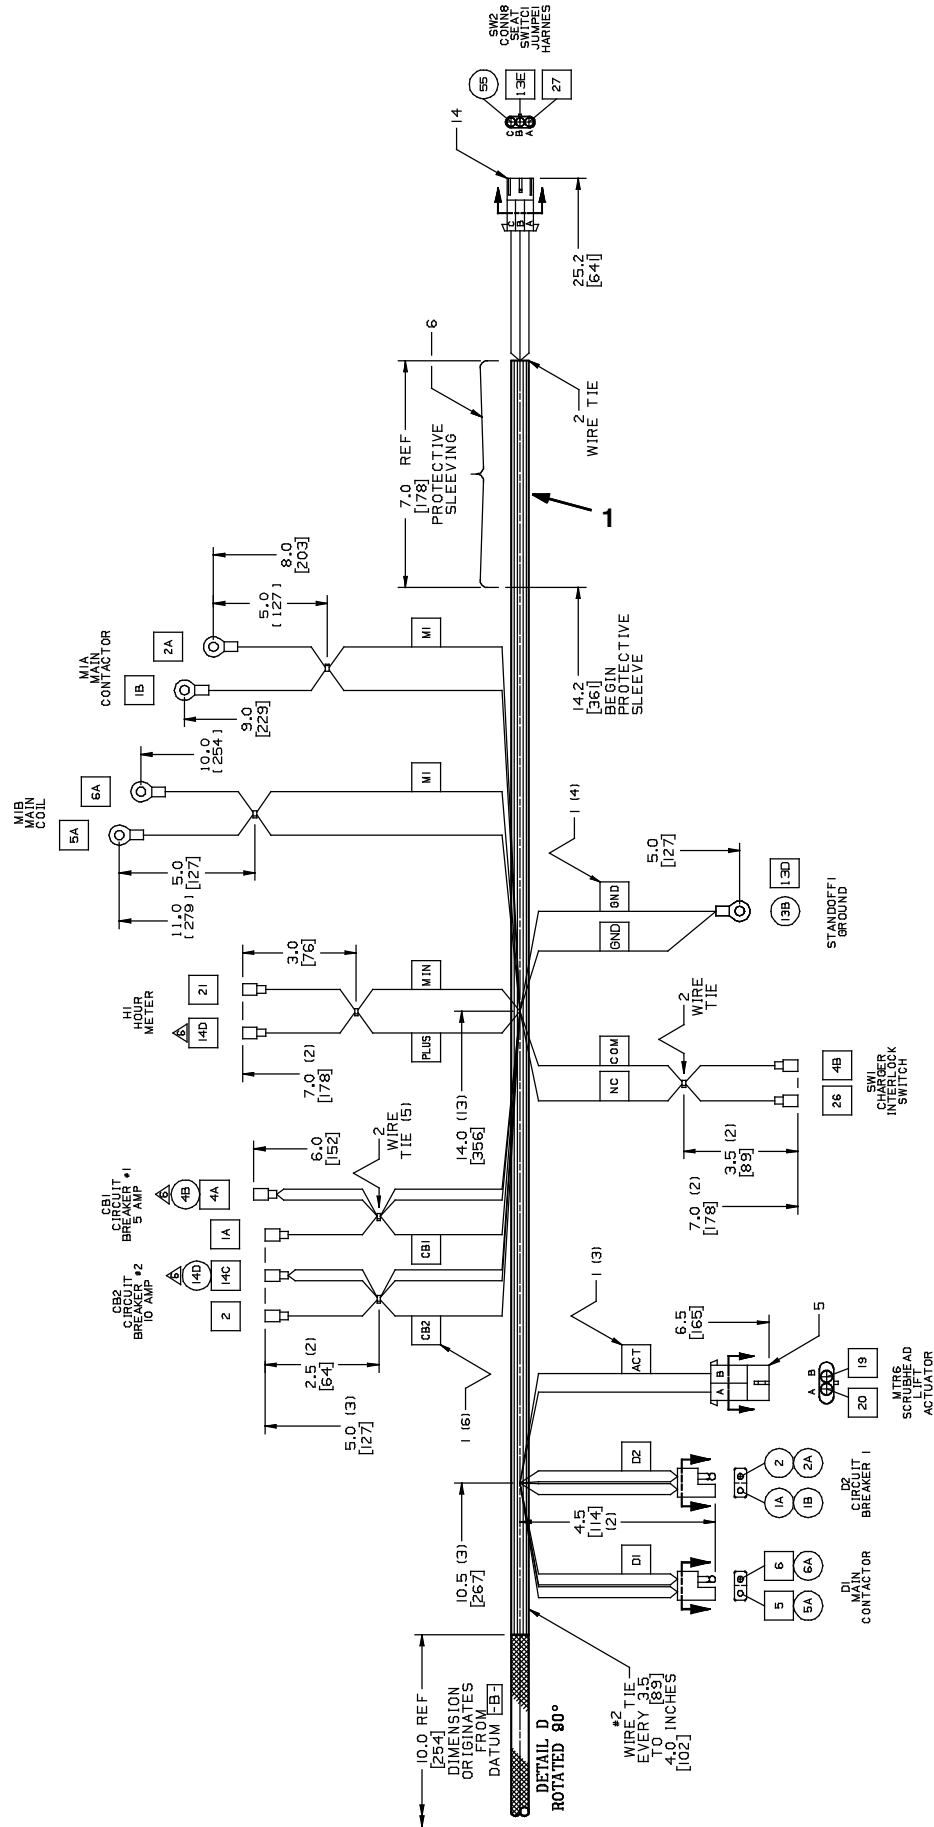 SW2
CONN8
SEAT
SWITCH
JUMPER
HARNES
55
13E
27
C
B
A
14
C
B
A
25.2
[641]
6
7.0 REF
[178]
PROTECTIVE
SLEEVING
2
WIRE TIE
1
14.2
[361]
BEGIN
PROTECTIVE
SLEEVE
M1A
MAIN
CONTACTOR
1B
2A
8.0
[203]
5.0
[127]
9.0
[229]
M1
M1B
MAIN
COIL
5A
6A
10.0
[254]
5.0
[127]
11.0
[279]
M1
1 (4)
GND
GND
5.0
[127]
13B
13D
STANDOFF1
GROUND
H1
HOUR
METER
6
14D
21
3.0
[76]
7.0 (2)
[178]
PLUS
MIN
14.0 (13)
[356]
NC
COM
2
WIRE
TIE
26
4B
SW1
CHARGER
INTERLOCK
SWITCH
3.5 (2)
[89]
7.0 (2)
[178]
CB1
CIRCUIT
BREAKER #1
5 AMP
1A
6
4B
4A
6.0
[152]
2
WIRE
TIE (5)
CB1
CB2
CIRCUIT
BREAKER #2
10 AMP
2
6
14D
14C
2.5 (2)
[64]
5.0 (3)
[127]
CB2
1 (6)
1 (3)
ACT
6.5
[165]
5
A
B
A
B
20
19
MTR6
SCRUBHEAD
LIFT
ACTUATOR
10.5 (3)
[267]
D2
4.5
[114]
(2)
1A
2
1B
2A
D2
CIRCUIT
BREAKER 1
D1
5
6
5A
6A
D1
MAIN
CONTACTOR
10.0 REF
[254]
DIMENSION
ORIGINATES
FROM
DATUM -B-
DETAIL D
ROTATED 90°
#2
WIRE TIE
EVERY 3.5
[89]
TO
4.0 INCHES
[102]